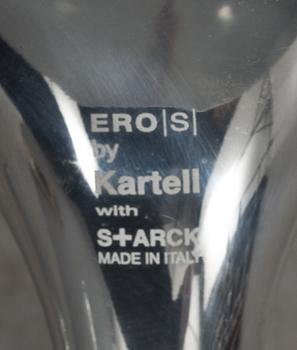 ERO|S|
by
Kartell
with
S+ARCK
MADE IN ITALY